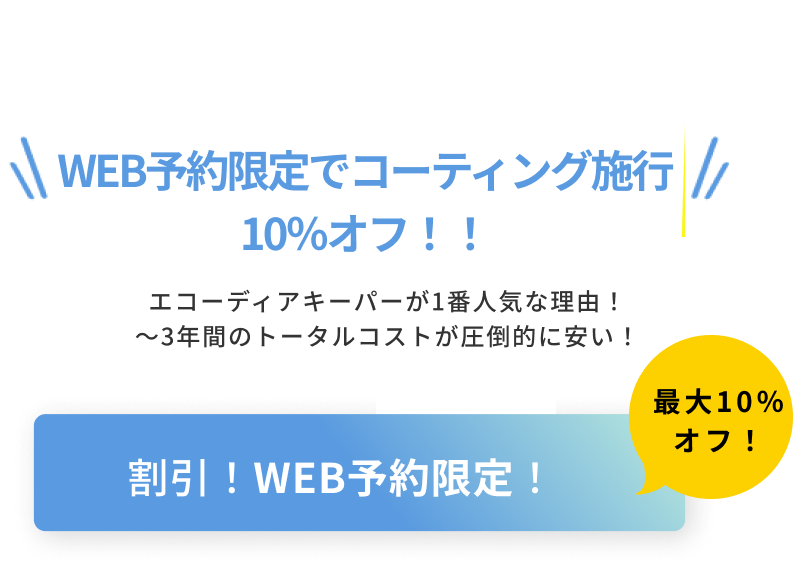 WEB予約限定でコーティング施行
10%オフ！！
エコーディアキーパーが1番人気な理由！
～3年間のトータルコストが圧倒的に安い！
最大10%
オフ！
割引！WEB予約限定！